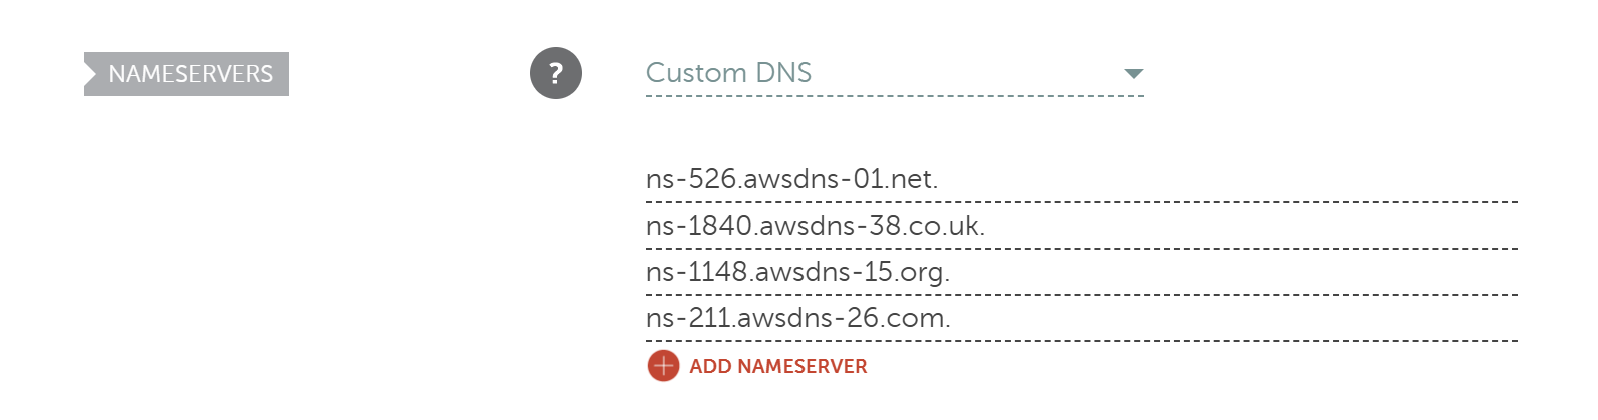 NAMESERVERS
?
Custom DNS
ns-526.awsdns-01.net.
ns-1840.awsdns-38.co.uk.
ns-1148.awsdns-15.org.
ns-211.awsdns-26.com.
ADD NAMESERVER